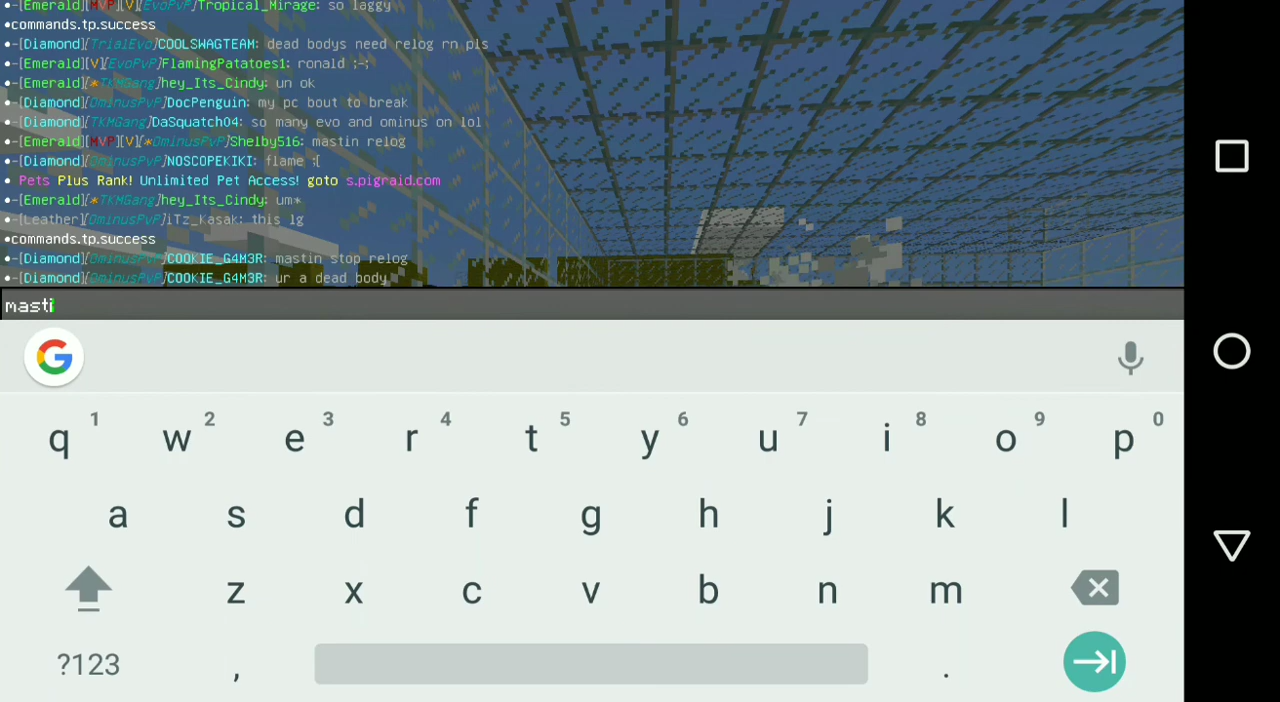 •-[Emerald][MVP][V][EvoPvP]Tropical_Mirage: so laggy
•commands.tp.success
•-[Diamond][TrialEvo]COOLSWAGTEAM: dead bodys need relog rn pls
•-[Emerald][V][EvoPvP]FlamingPatatoes1: ronald ;-;
•-[Emerald][*TKMGang]hey_Its_Cindy: un ok
•-[Diamond][OminusPvP]DocPenguin: my pc bout to break
•-[Diamond][TKMGang]DaSquatch04: so many evo and ominus on lol
•-[Emerald][MVP][V][*OminusPvP]Shelby516: mastin relog
•-[Diamond][OminusPvP]NOSCOPEKIKI: flame ;[
• Pets Plus Rank! Unlimited Pet Access! goto s.pigraid.com
•-[Emerald][*TKMGang]hey_Its_Cindy: um*
•-[Leather][OminusPvP]iTz_Kasak: this lg
•commands.tp.success
•-[Diamond][OminusPvP]COOKIE_G4M3R: mastin stop relog
•-[Diamond][OminusPvP]COOKIE_G4M3R: ur a dead body
masti
G
q 1 w 2 e 3 r 4 t 5 y 6 u 7 i 8 o 9 p 0
a s d f g h j k l
z x c v b n m
?123 , .